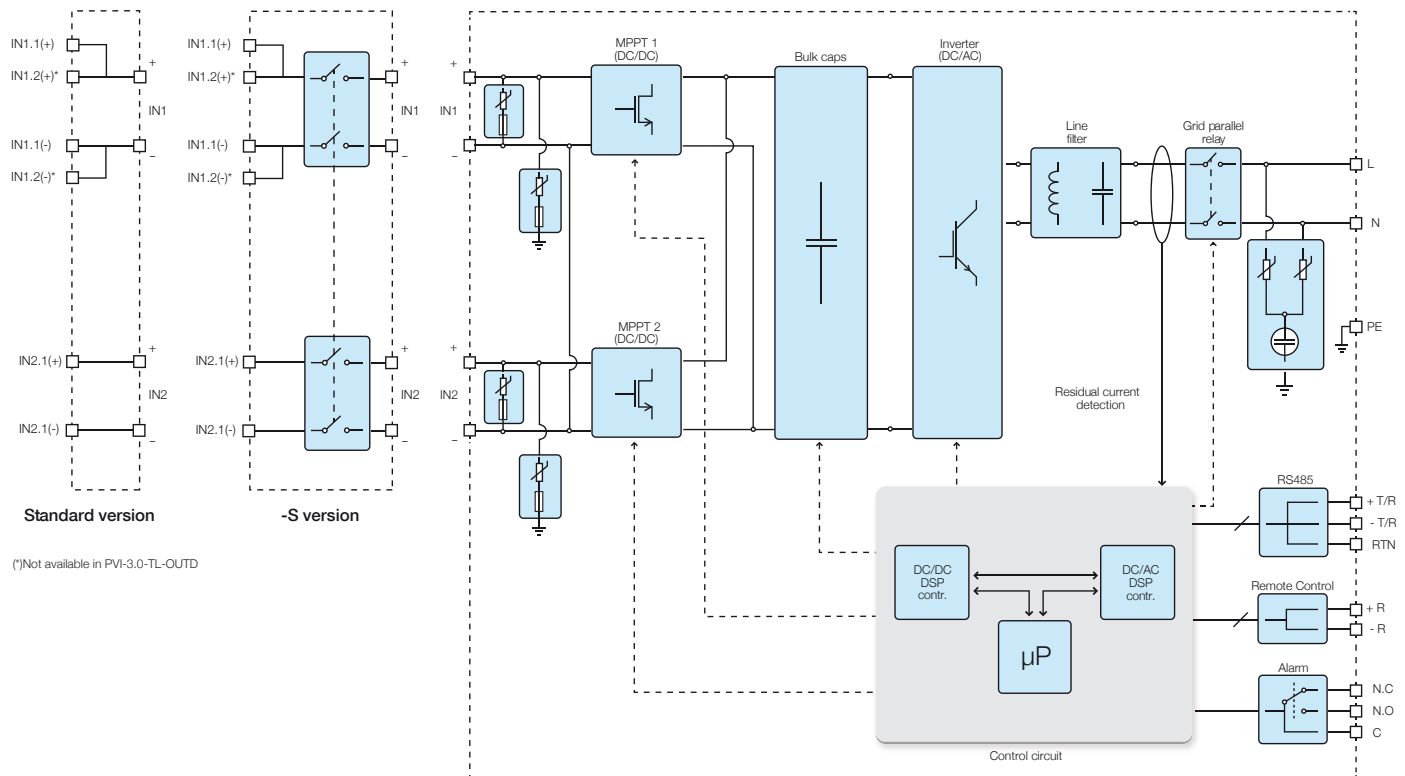 IN1.1(+)
IN1.2(+)*
IN1.1(-)
IN1.2(-)*
IN2.1(+)
IN2.1(-)
+
IN1
−
+
IN2
−
Standard version
(*)Not available in PVI-3.0-TL-OUTD
IN1.1(+)
IN1.2(+)*
IN1.1(-)
IN1.2(-)*
IN2.1(+)
IN2.1(-)
+
IN1
−
+
IN2
−
-S version
+
IN1
−
+
IN2
−
MPPT 1
(DC/DC)
MPPT 2
(DC/DC)
Bulk caps
Inverter
(DC/AC)
Line
filter
Grid parallel
relay
L
N
PE
Residual current
detection
RS485
+ T/R
- T/R
RTN
Remote Control
+ R
- R
Alarm
N.C
N.O
C
DC/DC
DSP
contr.
DC/AC
DSP
contr.
µP
Control circuit